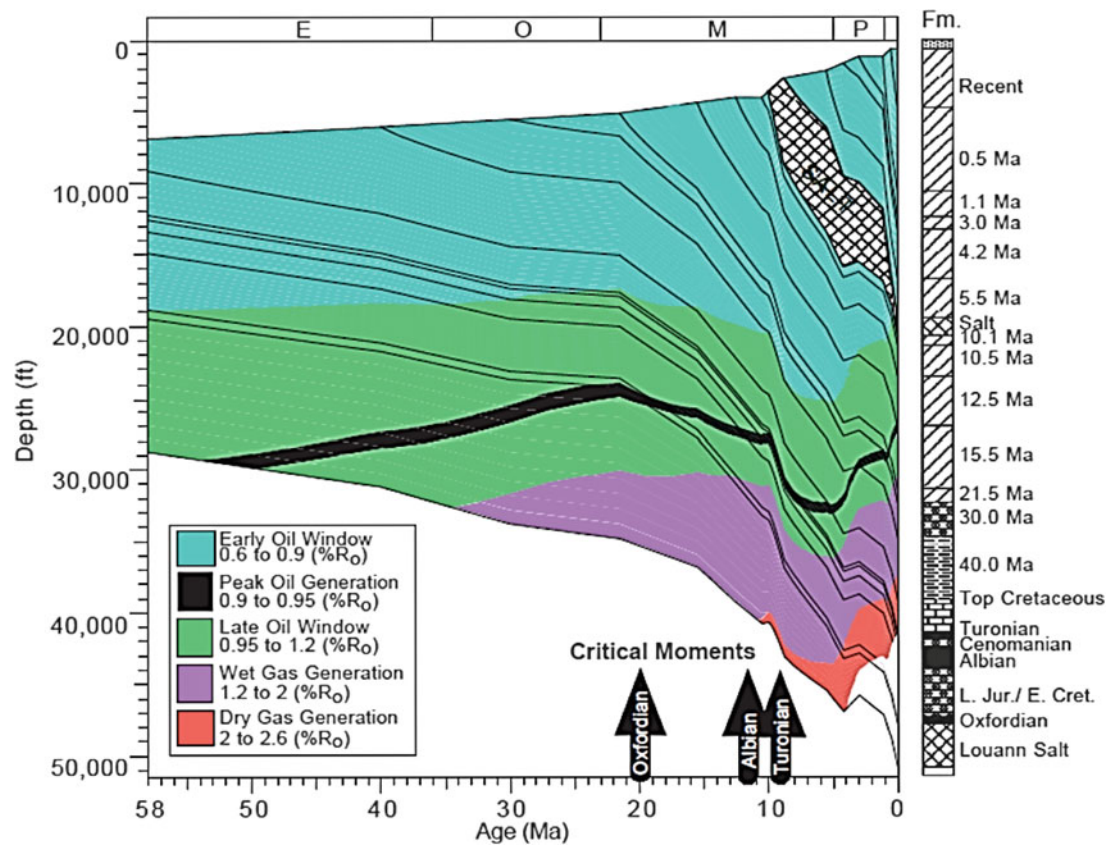 E O M P
Fm.
0
10,000
20,000
30,000
40,000
50,000
Depth (ft)
58 50 40 30 20 10 0
Age (Ma)
Early Oil Window
0.6 to 0.9 (%Ro)
Peak Oil Generation
0.9 to 0.95 (%Ro)
Late Oil Window
0.95 to 1.2 (%Ro)
Wet Gas Generation
1.2 to 2 (%Ro)
Dry Gas Generation
2 to 2.6 (%Ro)
Critical Moments
Oxfordian
Albian
Turonian
Recent
0.5 Ma
1.1 Ma
3.0 Ma
4.2 Ma
5.5 Ma
Salt
10.1 Ma
10.5 Ma
12.5 Ma
15.5 Ma
21.5 Ma
30.0 Ma
40.0 Ma
Top Cretaceous
Turonian
Cenomanian
Albian
L. Jur./ E. Cret.
Oxfordian
Louann Salt